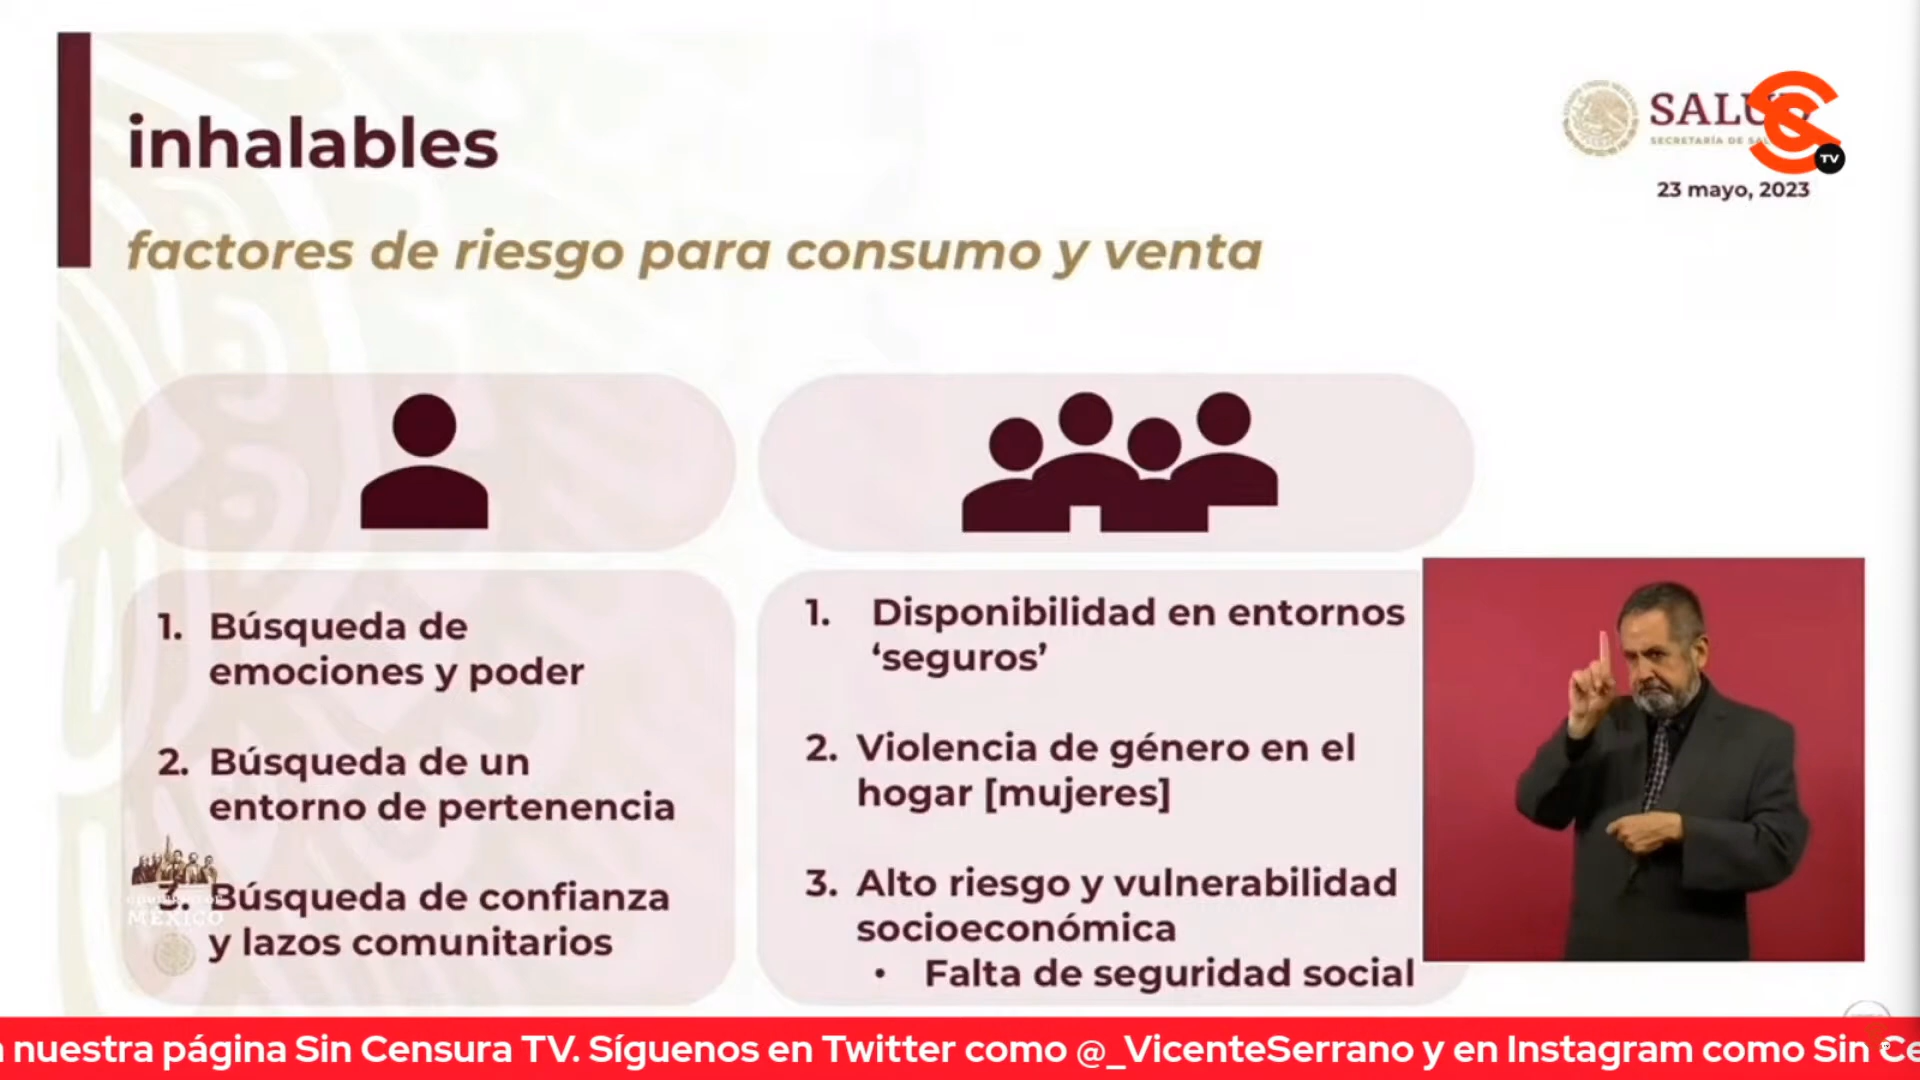 inhalables
factores de riesgo para consumo y venta
SALU
SECRETARÍA DE
TV
23 mayo, 2023
1. Búsqueda de
emociones y poder
2. Búsqueda de un
entorno de pertenencia
3. Búsqueda de confianza
y lazos comunitarios
MÉXICO
1. Disponibilidad en entornos
‘seguros’
2. Violencia de género en el
hogar [mujeres]
3. Alto riesgo y vulnerabilidad
socioeconómica
• Falta de seguridad social
nuestra página Sin Censura TV. Síguenos en Twitter como @_VicenteSerrano y en Instagram como Sin Ce